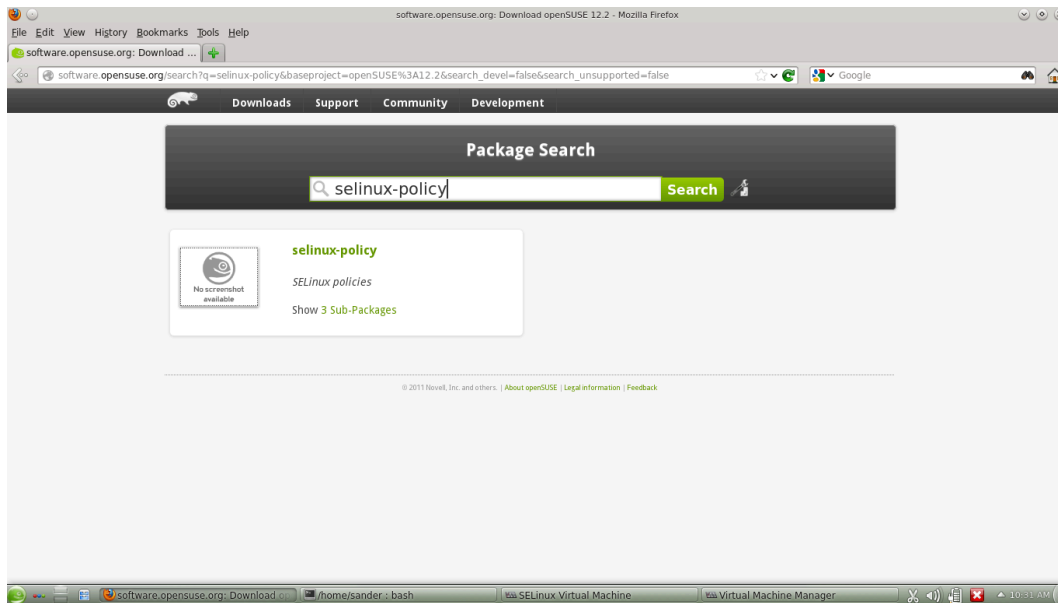 software.opensuse.org: Download openSUSE 12.2 - Mozilla Firefox
File Edit View History Bookmarks Tools Help
software.opensuse.org: Download ...
software.opensuse.org/search?q=selinux-policy&baseproject=openSUSE%3A12.2&search_devel=false&search_unsupported=false
Google
Downloads Support Community Development
Package Search
selinux-policy
Search
selinux-policy
No screenshot
available
SELinux policies
Show 3 Sub-Packages
© 2011 Novell, Inc. and others. | About openSUSE | Legal information | Feedback
software.opensuse.org: Download
/home/sander : bash
SELinux Virtual Machine
Virtual Machine Manager
10:31 AM